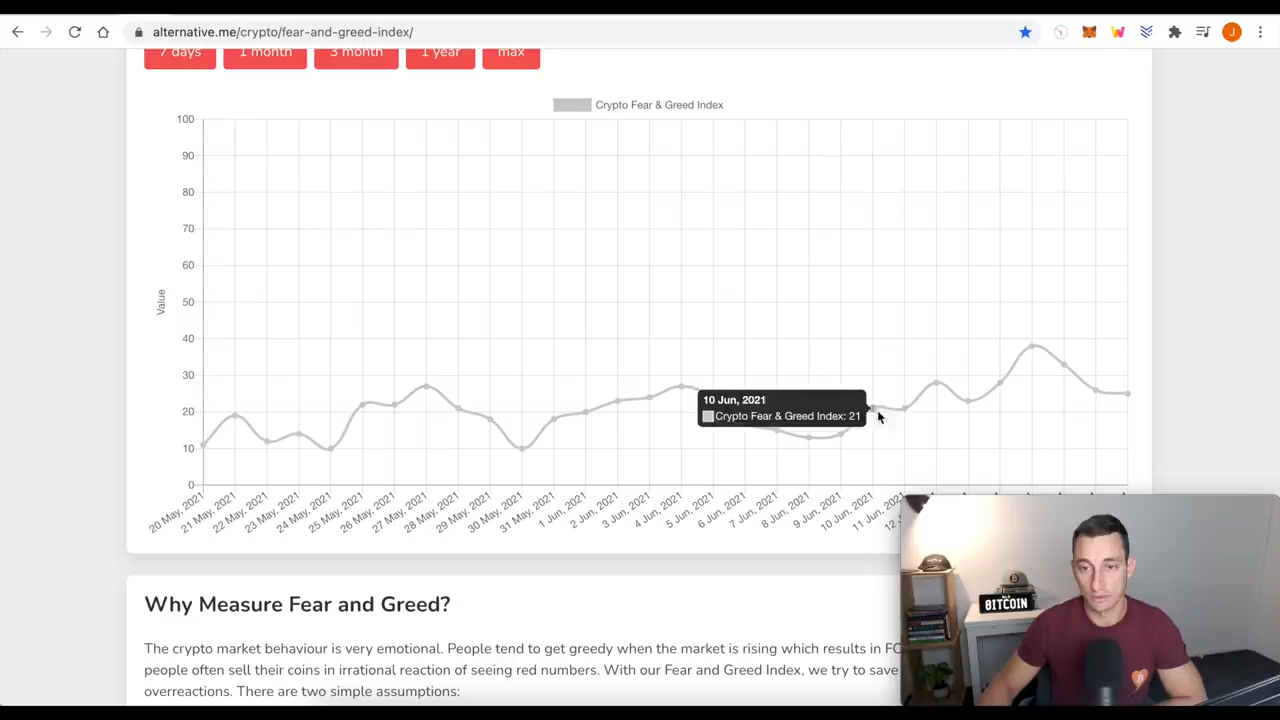 alternative.me/crypto/fear-and-greed-index/
J
7 days 1 month 3 month 1 year max
Crypto Fear & Greed Index
100
90
80
70
60
50
40
30
20
10
0
Value
10 Jun, 2021
Crypto Fear & Greed Index: 21
20 May, 2021
21 May, 2021
22 May, 2021
23 May, 2021
24 May, 2021
25 May, 2021
26 May, 2021
27 May, 2021
28 May, 2021
29 May, 2021
30 May, 2021
31 May, 2021
1 Jun, 2021
2 Jun, 2021
3 Jun, 2021
4 Jun, 2021
5 Jun, 2021
6 Jun, 2021
7 Jun, 2021
8 Jun, 2021
9 Jun, 2021
10 Jun, 2021
11 Jun, 2021
12
BITCOIN
Why Measure Fear and Greed?
The crypto market behaviour is very emotional. People tend to get greedy when the market is rising which results in FO
people often sell their coins in irrational reaction of seeing red numbers. With our Fear and Greed Index, we try to save
overreactions. There are two simple assumptions: